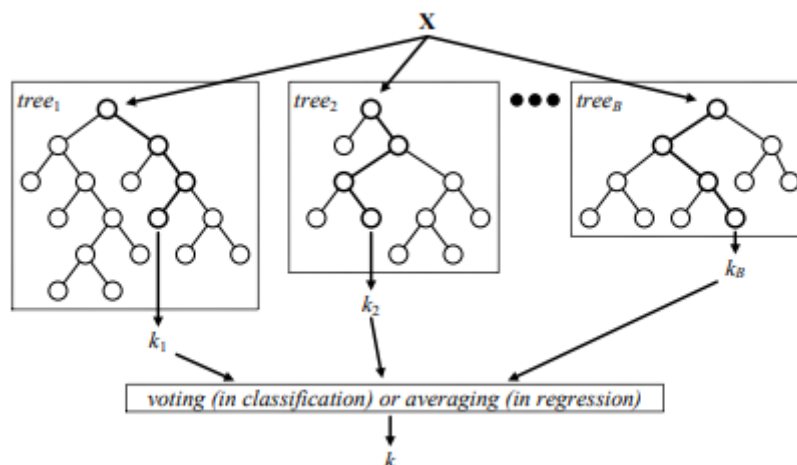 X
tree1
tree2
treeB
k1
k2
kB
voting (in classification) or averaging (in regression)
k